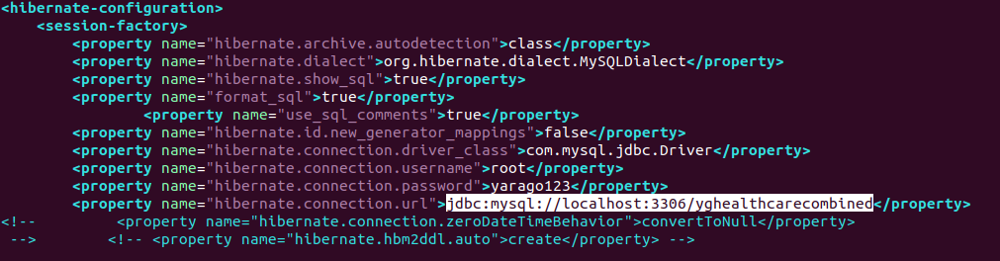 <hibernate-configuration>
<session-factory>
<property name="hibernate.archive.autodetection">class</property>
<property name="hibernate.dialect">org.hibernate.dialect.MySQLDialect</property>
<property name="hibernate.show_sql">true</property>
<property name="format_sql">true</property>
<property name="use_sql_comments">true</property>
<property name="hibernate.id.new_generator_mappings">false</property>
<property name="hibernate.connection.driver_class">com.mysql.jdbc.Driver</property>
<property name="hibernate.connection.username">root</property>
<property name="hibernate.connection.password">yarago123</property>
<property name="hibernate.connection.url">jdbc:mysql://localhost:3306/yghealthcarecombined</property>
<!-- <property name="hibernate.connection.zeroDateTimeBehavior">convertToNull</property>
--> <!-- <property name="hibernate.hbm2ddl.auto">create</property> -->